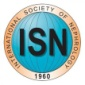 INTERNATIONAL SOCIETY OF NEPHROLOGY
ISN
1960